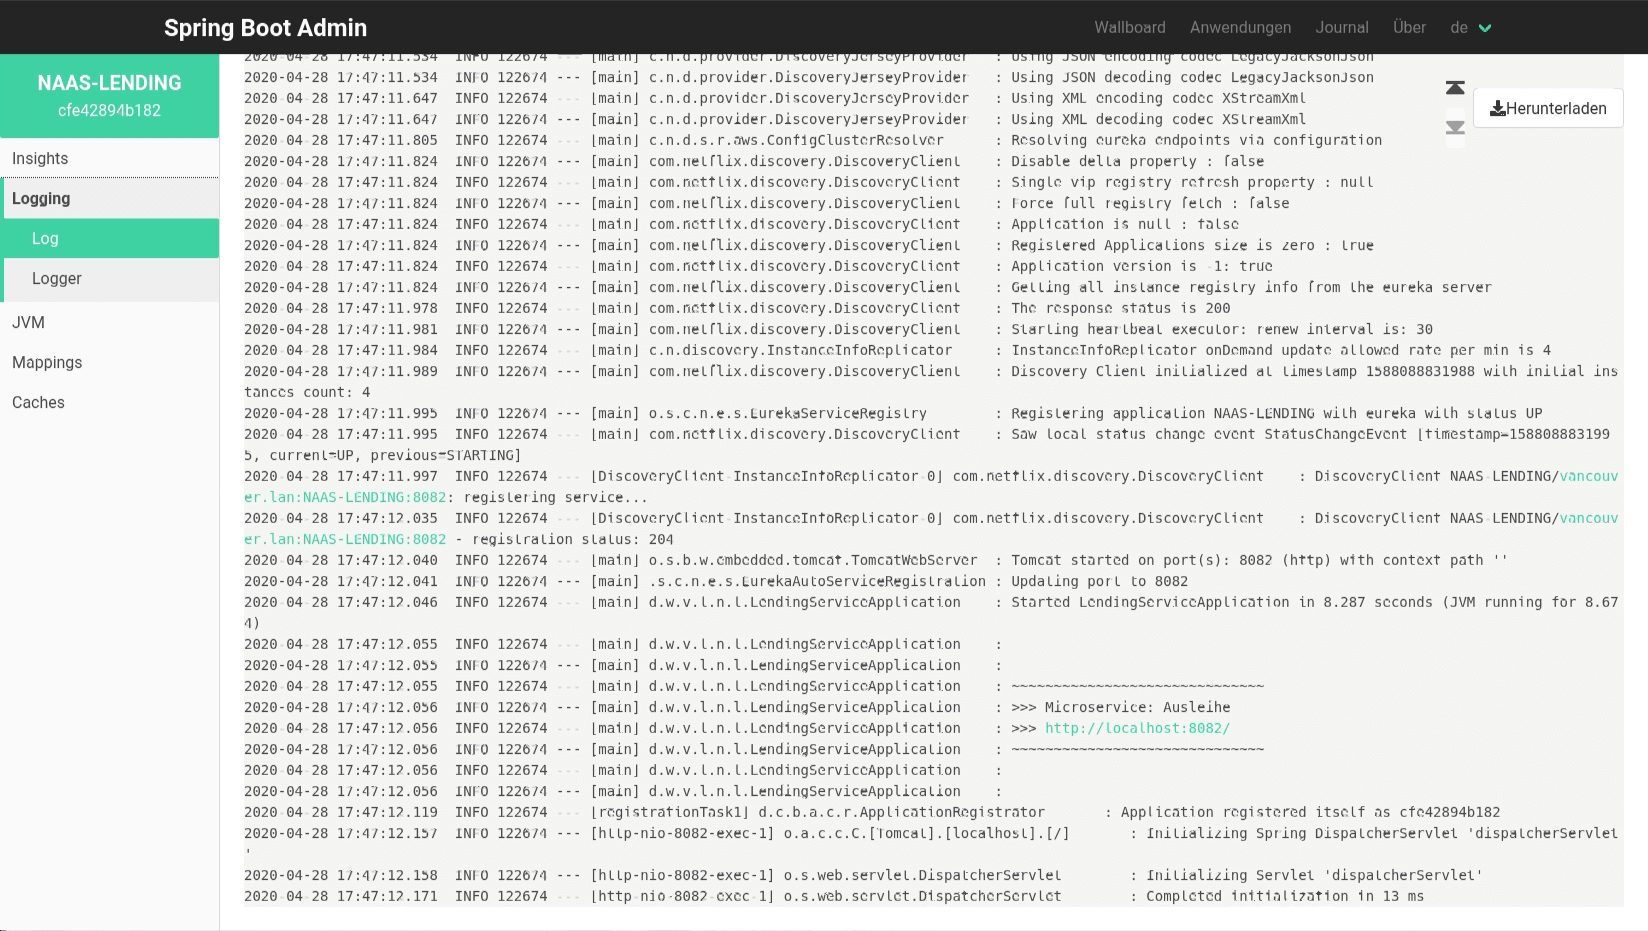 Spring Boot Admin
Wallboard Anwendungen Journal Über de
NAAS-LENDING
cfe42894b182
Insights
Logging
Log
Logger
JVM
Mappings
Caches
Herunterladen
2020-04-28 17:47:11.534  INFO 122674 --- [main] c.n.d.provider.DiscoveryJerseyProvider   : Using JSON encoding codec LegacyJacksonJson
2020-04-28 17:47:11.534  INFO 122674 --- [main] c.n.d.provider.DiscoveryJerseyProvider   : Using JSON decoding codec LegacyJacksonJson
2020-04-28 17:47:11.647  INFO 122674 --- [main] c.n.d.provider.DiscoveryJerseyProvider   : Using XML encoding codec XStreamXml
2020-04-28 17:47:11.647  INFO 122674 --- [main] c.n.d.provider.DiscoveryJerseyProvider   : Using XML decoding codec XStreamXml
2020-04-28 17:47:11.805  INFO 122674 --- [main] c.n.d.s.r.aws.ConfigClusterResolver      : Resolving eureka endpoints via configuration
2020-04-28 17:47:11.824  INFO 122674 --- [main] com.netflix.discovery.DiscoveryClient    : Disable delta property : false
2020-04-28 17:47:11.824  INFO 122674 --- [main] com.netflix.discovery.DiscoveryClient    : Single vip registry refresh property : null
2020-04-28 17:47:11.824  INFO 122674 --- [main] com.netflix.discovery.DiscoveryClient    : Force full registry fetch : false
2020-04-28 17:47:11.824  INFO 122674 --- [main] com.netflix.discovery.DiscoveryClient    : Application is null : false
2020-04-28 17:47:11.824  INFO 122674 --- [main] com.netflix.discovery.DiscoveryClient    : Registered Applications size is zero : true
2020-04-28 17:47:11.824  INFO 122674 --- [main] com.netflix.discovery.DiscoveryClient    : Application version is -1: true
2020-04-28 17:47:11.824  INFO 122674 --- [main] com.netflix.discovery.DiscoveryClient    : Getting all instance registry info from the eureka server
2020-04-28 17:47:11.978  INFO 122674 --- [main] com.netflix.discovery.DiscoveryClient    : The response status is 200
2020-04-28 17:47:11.981  INFO 122674 --- [main] com.netflix.discovery.DiscoveryClient    : Starting heartbeat executor: renew interval is: 30
2020-04-28 17:47:11.984  INFO 122674 --- [main] c.n.discovery.InstanceInfoReplicator     : InstanceInfoReplicator onDemand update allowed rate per min is 4
2020-04-28 17:47:11.989  INFO 122674 --- [main] com.netflix.discovery.DiscoveryClient    : Discovery Client initialized at timestamp 1588088831988 with initial ins
tances count: 4
2020-04-28 17:47:11.995  INFO 122674 --- [main] o.s.c.n.e.s.EurekaServiceRegistry        : Registering application NAAS-LENDING with eureka with status UP
2020-04-28 17:47:11.995  INFO 122674 --- [main] com.netflix.discovery.DiscoveryClient    : Saw local status change event StatusChangeEvent [timestamp=158808883199
5, current=UP, previous=STARTING]
2020-04-28 17:47:11.997  INFO 122674 --- [DiscoveryClient-InstanceInfoReplicator-0] com.netflix.discovery.DiscoveryClient    : DiscoveryClient_NAAS-LENDING/vancouv
er.lan:NAAS-LENDING:8082: registering service...
2020-04-28 17:47:12.035  INFO 122674 --- [DiscoveryClient-InstanceInfoReplicator-0] com.netflix.discovery.DiscoveryClient    : DiscoveryClient_NAAS-LENDING/vancouv
er.lan:NAAS-LENDING:8082 - registration status: 204
2020-04-28 17:47:12.040  INFO 122674 --- [main] o.s.b.w.embedded.tomcat.TomcatWebServer  : Tomcat started on port(s): 8082 (http) with context path ''
2020-04-28 17:47:12.041  INFO 122674 --- [main] .s.c.n.e.s.EurekaAutoServiceRegistration : Updating port to 8082
2020-04-28 17:47:12.046  INFO 122674 --- [main] d.w.v.l.n.l.LendingServiceApplication    : Started LendingServiceApplication in 8.287 seconds (JVM running for 8.67
4)
2020-04-28 17:47:12.055  INFO 122674 --- [main] d.w.v.l.n.l.LendingServiceApplication    :
2020-04-28 17:47:12.055  INFO 122674 --- [main] d.w.v.l.n.l.LendingServiceApplication    :
2020-04-28 17:47:12.055  INFO 122674 --- [main] d.w.v.l.n.l.LendingServiceApplication    : ~~~~~~~~~~~~~~~~~~~~~~~~~~~~~~
2020-04-28 17:47:12.056  INFO 122674 --- [main] d.w.v.l.n.l.LendingServiceApplication    : >>> Microservice: Ausleihe
2020-04-28 17:47:12.056  INFO 122674 --- [main] d.w.v.l.n.l.LendingServiceApplication    : >>> http://localhost:8082/
2020-04-28 17:47:12.056  INFO 122674 --- [main] d.w.v.l.n.l.LendingServiceApplication    : ~~~~~~~~~~~~~~~~~~~~~~~~~~~~~~
2020-04-28 17:47:12.056  INFO 122674 --- [main] d.w.v.l.n.l.LendingServiceApplication    :
2020-04-28 17:47:12.056  INFO 122674 --- [main] d.w.v.l.n.l.LendingServiceApplication    :
2020-04-28 17:47:12.119  INFO 122674 --- [registrationTask1] d.c.b.a.c.r.ApplicationRegistrator       : Application registered itself as cfe42894b182
2020-04-28 17:47:12.157  INFO 122674 --- [http-nio-8082-exec-1] o.a.c.c.C.[Tomcat].[localhost].[/]       : Initializing Spring DispatcherServlet 'dispatcherServlet
'
2020-04-28 17:47:12.158  INFO 122674 --- [http-nio-8082-exec-1] o.s.web.servlet.DispatcherServlet        : Initializing Servlet 'dispatcherServlet'
2020-04-28 17:47:12.171  INFO 122674 --- [http-nio-8082-exec-1] o.s.web.servlet.DispatcherServlet        : Completed initialization in 13 ms